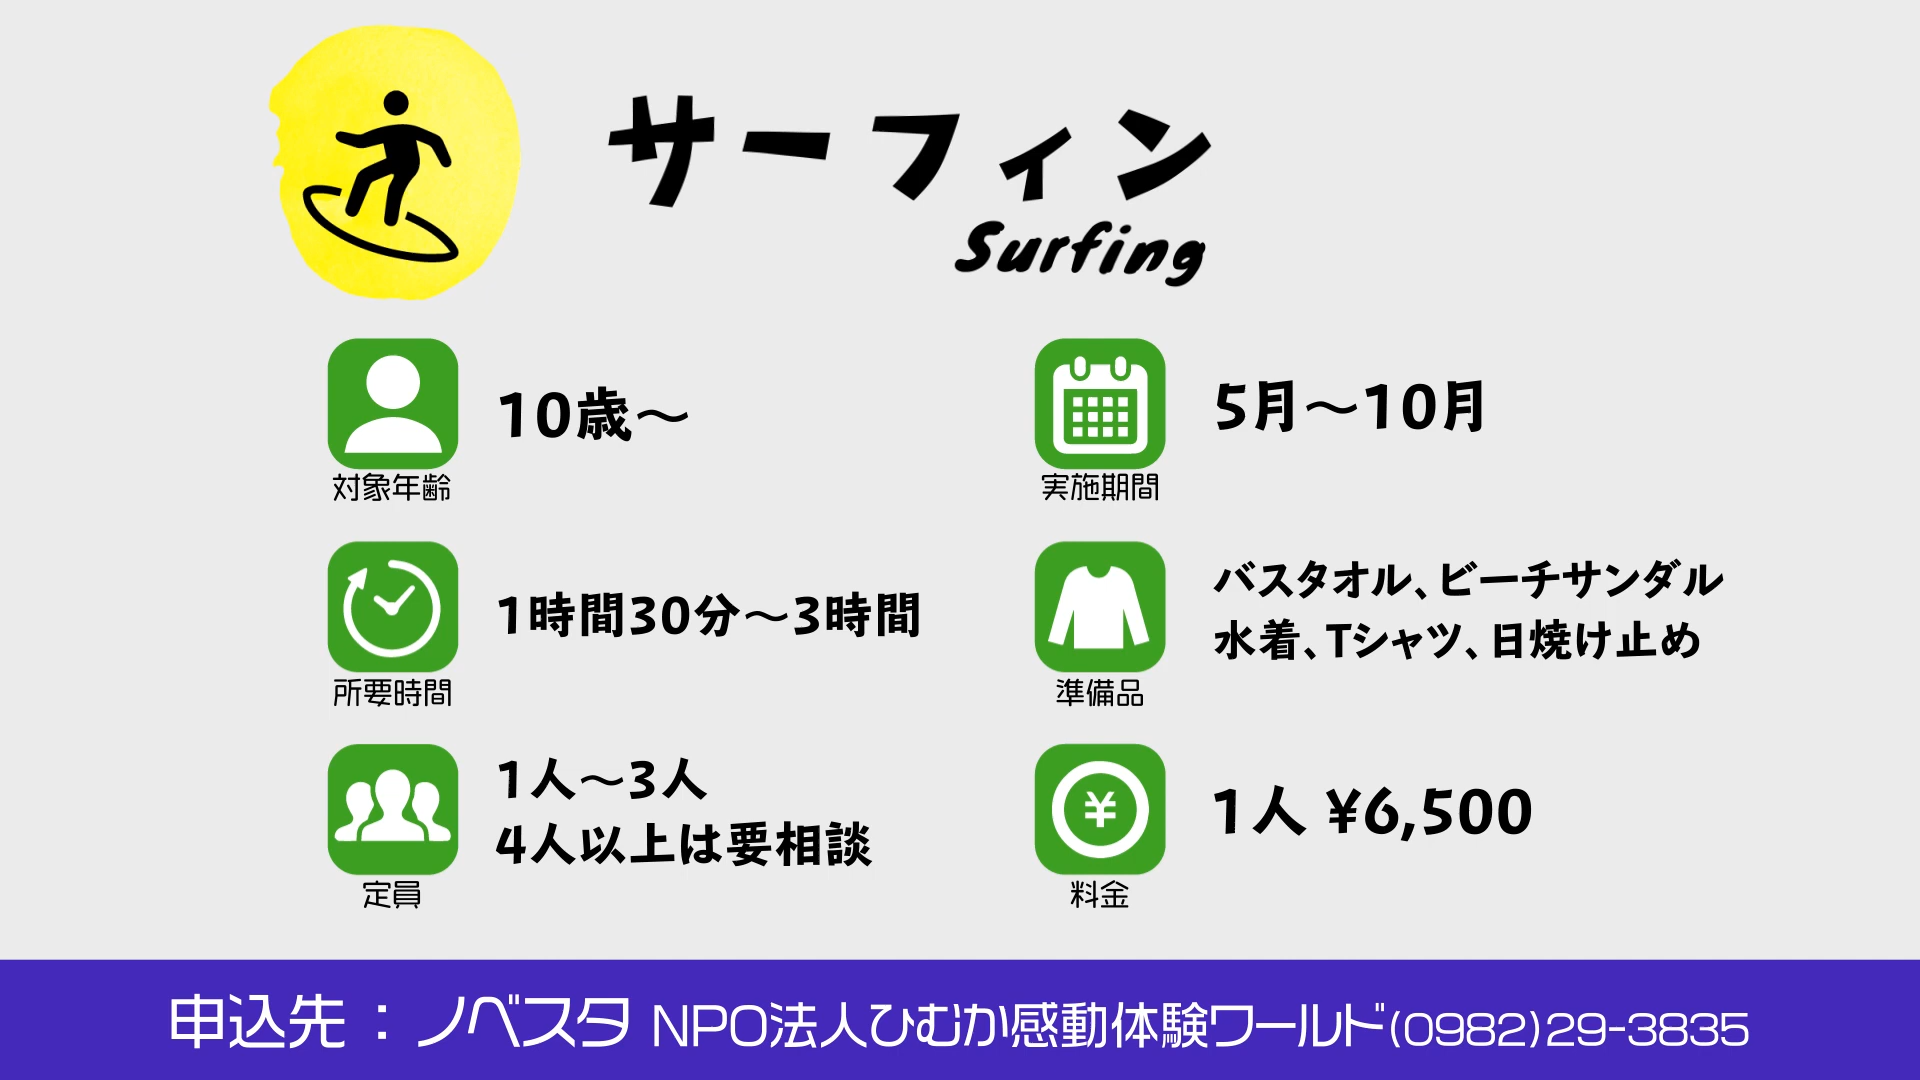 サーフィン
Surfing
10歳～
対象年齢
5月～10月
実施期間
1時間30分～3時間
所要時間
バスタオル、ビーチサンダル
水着、Tシャツ、日焼け止め
準備品
1人～3人
4人以上は要相談
定員
¥
1人 ¥6,500
料金
申込先 : ノベスタ NPO法人ひむか感動体験ワールド(0982)29-3835